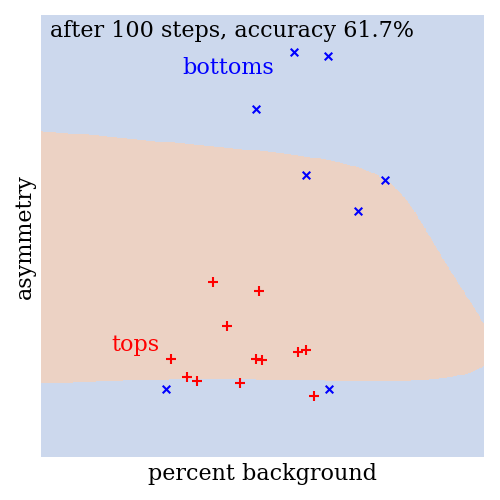 after 100 steps, accuracy 61.7%
bottoms
asymmetry
tops
percent background